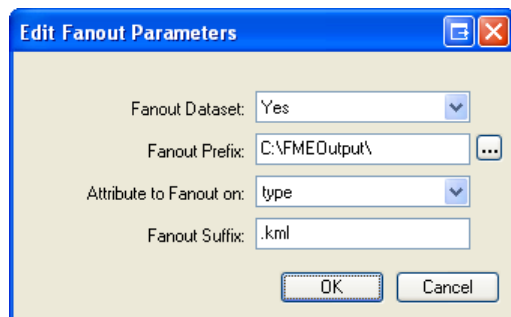 Edit Fanout Parameters
Fanout Dataset: Yes
Fanout Prefix: C:\FMEOutput\ ...
Attribute to Fanout on: type
Fanout Suffix: .kml
OK Cancel